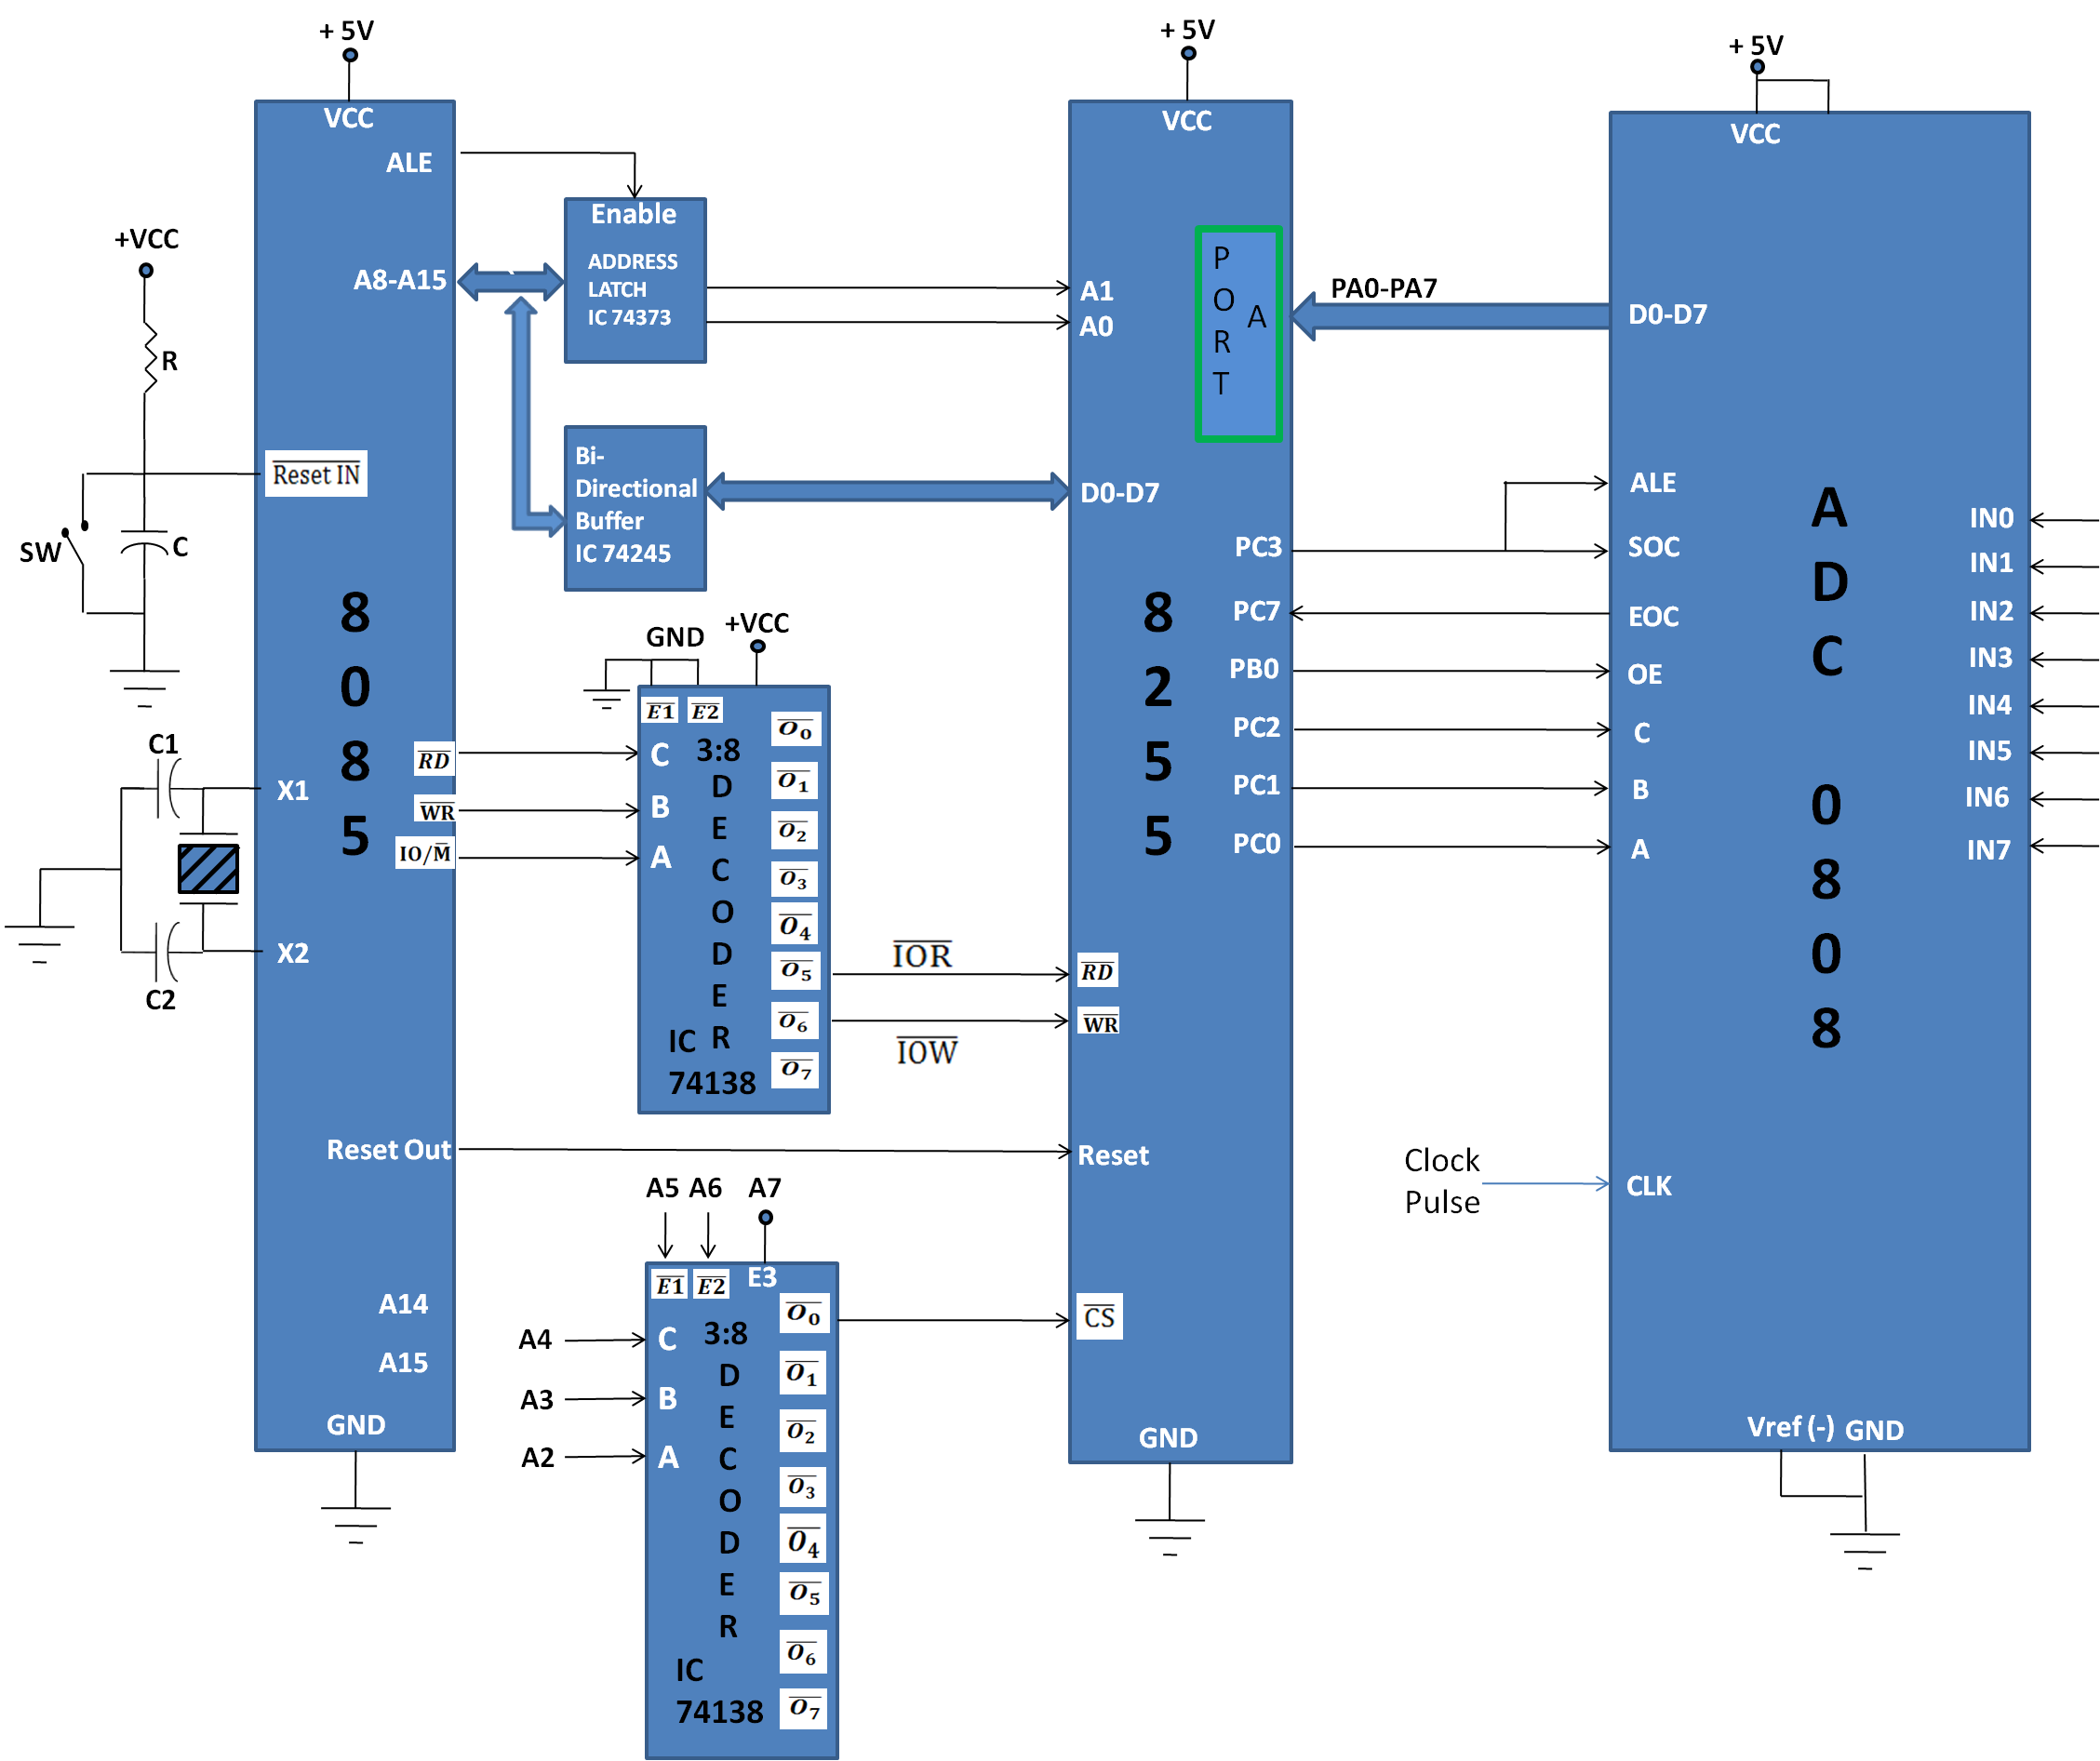 + 5V
VCC
ALE
A8-A15
+VCC
R
Reset IN
SW
C
8
0
8
5
C1
X1
C2
X2
RD
WR
IO/M
Reset Out
A14
A15
GND
Enable
ADDRESS
LATCH
IC 74373
Bi-
Directional
Buffer
IC 74245
GND
+VCC
E1 E2
C
B
A
3:8
D
E
C
O
D
E
R
IC
74138
O0
O1
O2
O3
O4
O5
O6
O7
IOR
IOW
A5 A6 A7
E1 E2 E3
A4
A3
A2
C
B
A
3:8
D
E
C
O
D
E
R
IC
74138
O0
O1
O2
O3
O4
O5
O6
O7
+ 5V
VCC
A1
A0
P
O
R
T
A
D0-D7
PC3
PC7
PB0
PC2
PC1
PC0
8
2
5
5
RD
WR
Reset
CS
GND
PA0-PA7
Clock
Pulse
+ 5V
VCC
D0-D7
ALE
SOC
EOC
OE
C
B
A
CLK
A
D
C
0
8
0
8
IN0
IN1
IN2
IN3
IN4
IN5
IN6
IN7
Vref (-) GND